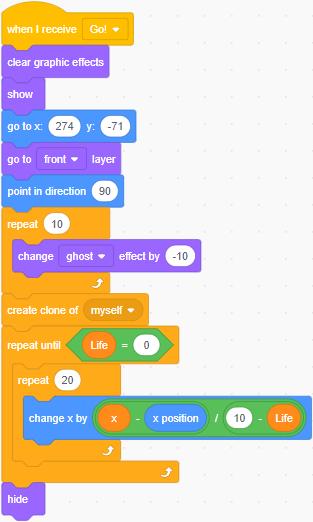 when I receive Go!
clear graphic effects
show
go to x: 274 y: -71
go to front layer
point in direction 90
repeat 10
change ghost effect by -10
create clone of myself
repeat until Life = 0
repeat 20
change x by x - x position / 10 - Life
hide